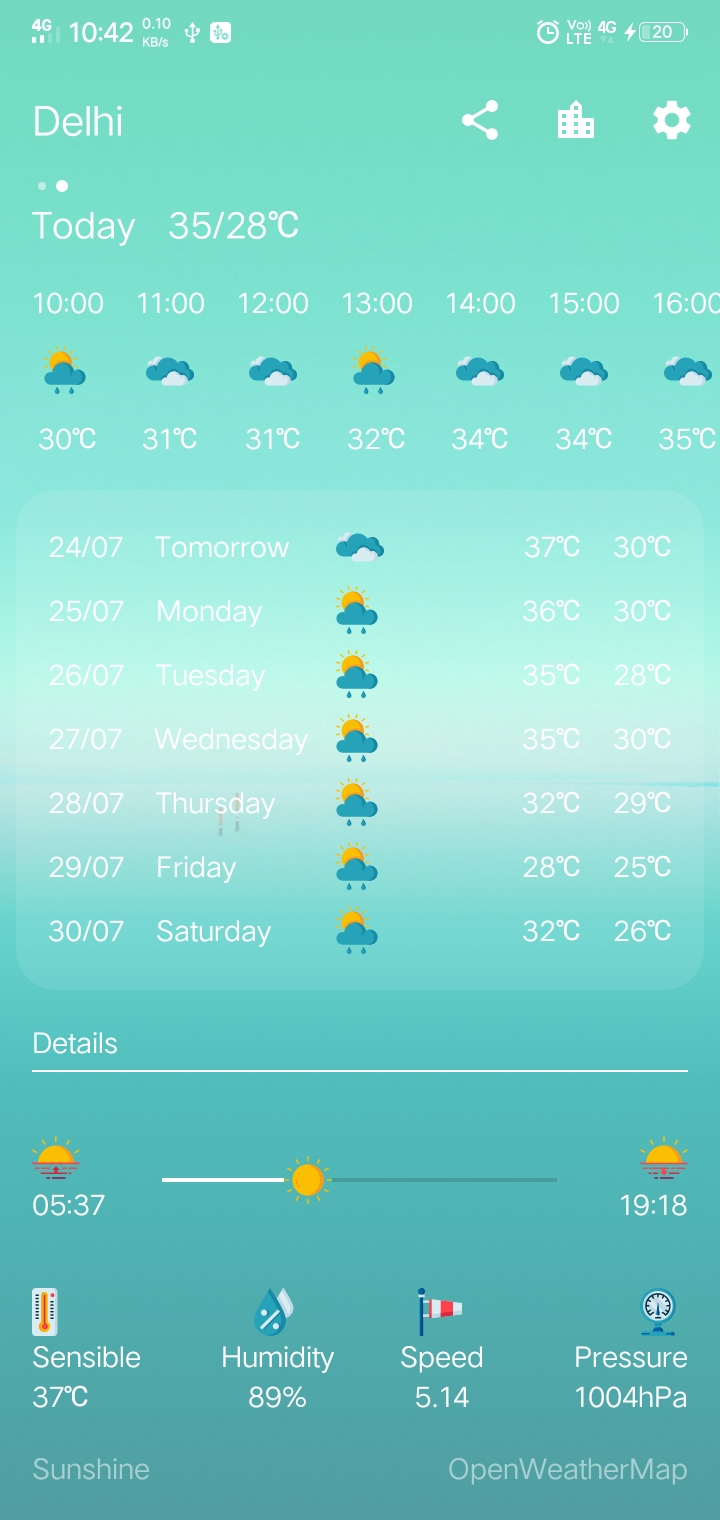 4G 10:42 0.10 KB/s Vo)) LTE 4G 20
Delhi
Today 35/28℃
10:00 11:00 12:00 13:00 14:00 15:00 16:00
30℃ 31℃ 31℃ 32℃ 34℃ 34℃ 35℃
24/07 Tomorrow 37℃ 30℃
25/07 Monday 36℃ 30℃
26/07 Tuesday 35℃ 28℃
27/07 Wednesday 35℃ 30℃
28/07 Thursday 32℃ 29℃
29/07 Friday 28℃ 25℃
30/07 Saturday 32℃ 26℃
Details
05:37 19:18
Sensible Humidity Speed Pressure
37℃ 89% 5.14 1004hPa
Sunshine OpenWeatherMap